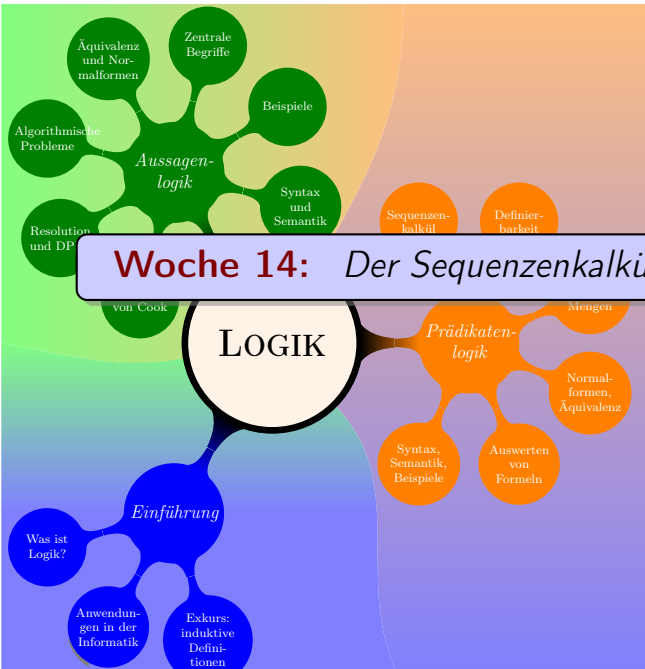 Zentrale
Begriffe
Äquivalenz
und Nor-
malformen
Beispiele
Algorithmische
Probleme
Aussagen-
logik
Syntax
und
Semantik
Resolution
und DP
von Cook
Sequenzen-
kalkül
Definier-
barkeit
Woche 14: Der Sequenzenkalkü
Mengen
LOGIK
Prädikaten-
logik
Normal-
formen,
Äquivalenz
Syntax,
Semantik,
Beispiele
Auswerten
von
Formeln
Einführung
Was ist
Logik?
Anwendun-
gen in der
Informatik
Exkurs:
induktive
Defini-
tionen